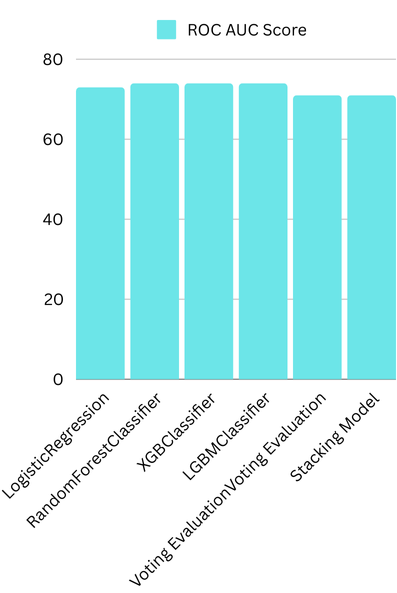 ROC AUC Score
80
60
40
20
0
LogisticRegression
RandomForestClassifier
XGBClassifier
LGBMClassifier
Voting EvaluationVoting Evaluation
Stacking Model